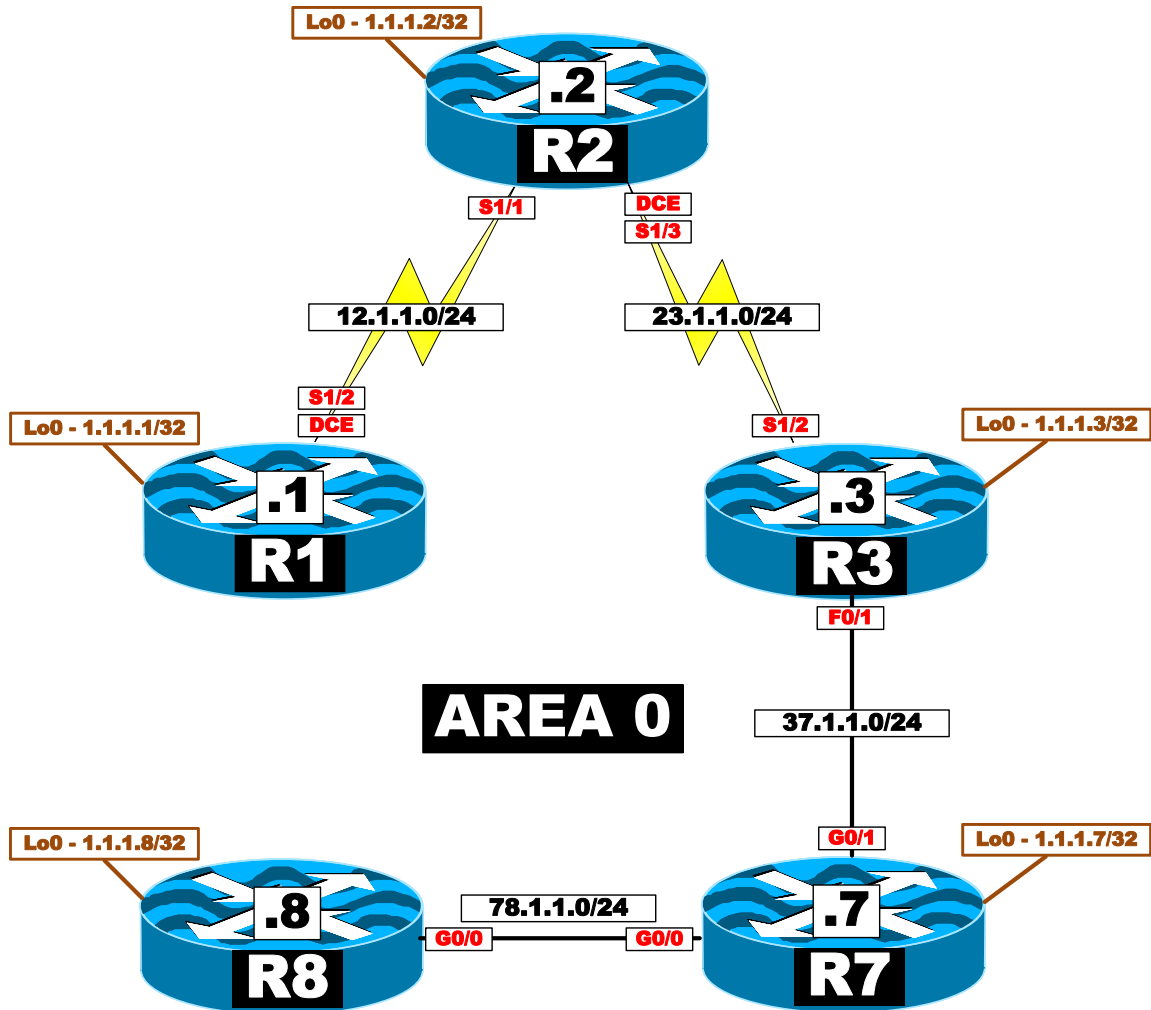 Lo0 - 1.1.1.2/32
.2
R2
S1/1
DCE
S1/3
12.1.1.0/24
23.1.1.0/24
S1/2
DCE
S1/2
Lo0 - 1.1.1.1/32
Lo0 - 1.1.1.3/32
.1
R1
.3
R3
F0/1
AREA 0
37.1.1.0/24
G0/1
Lo0 - 1.1.1.8/32
Lo0 - 1.1.1.7/32
.8
R8
78.1.1.0/24
G0/0
G0/0
.7
R7